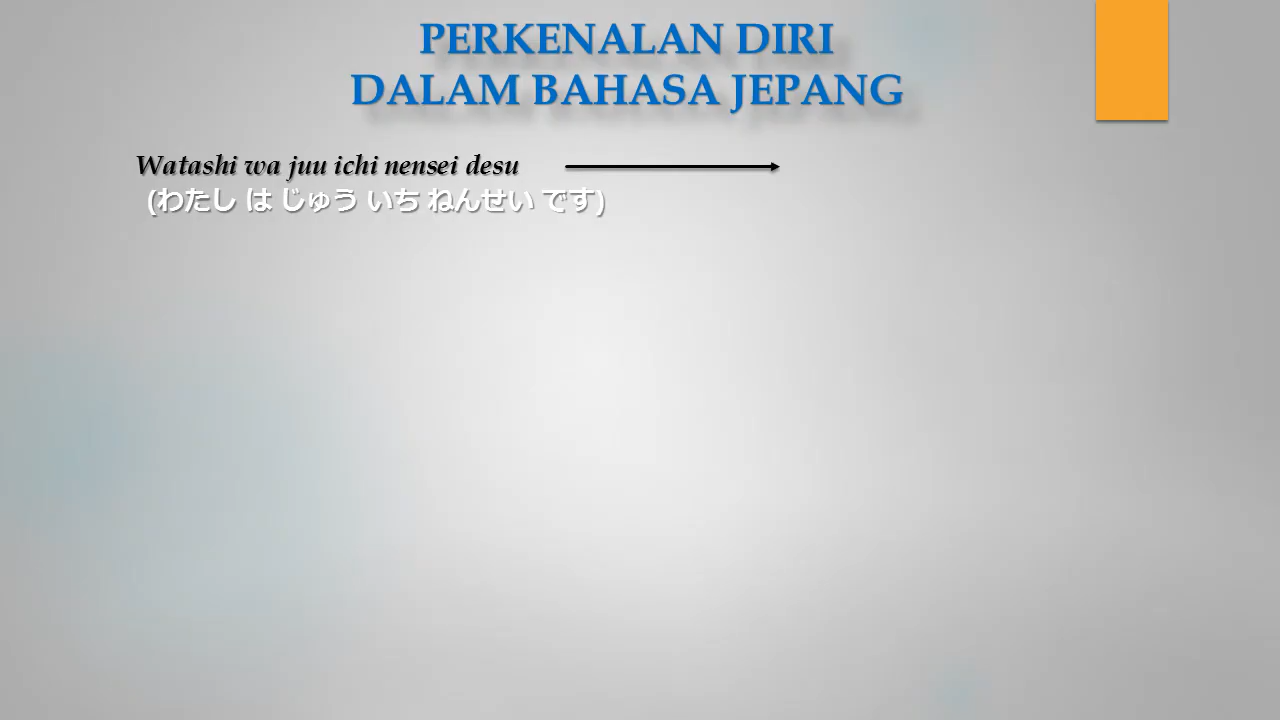 PERKENALAN DIRI
DALAM BAHASA JEPANG
Watashi wa juu ichi nensei desu
(わたし は じゅう いち ねんせい です)